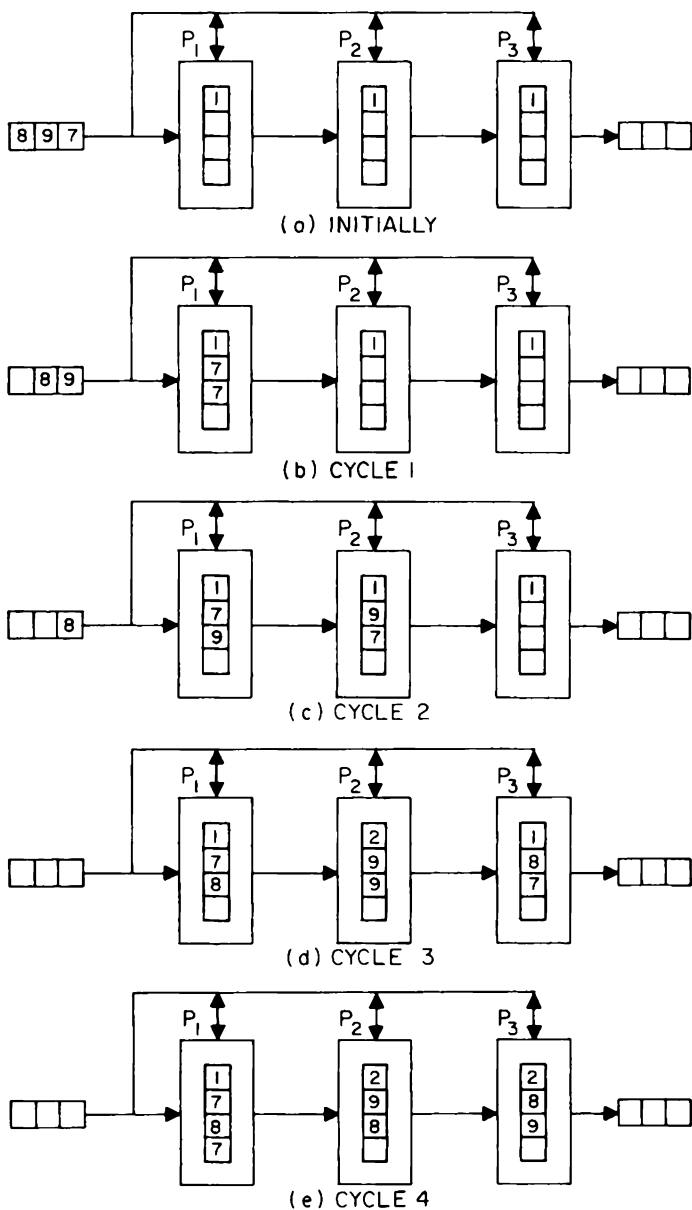 P1 P2 P3
8 9 7
1 1 1
(a) INITIALLY
P1 P2 P3
8 9
1 1 1
7
7
(b) CYCLE 1
P1 P2 P3
8
1 1 1
7 9
9 7
(c) CYCLE 2
P1 P2 P3
1 2 1
7 9 8
8 9 7
(d) CYCLE 3
P1 P2 P3
1 2 2
7 9 8
8 8 9
7
(e) CYCLE 4